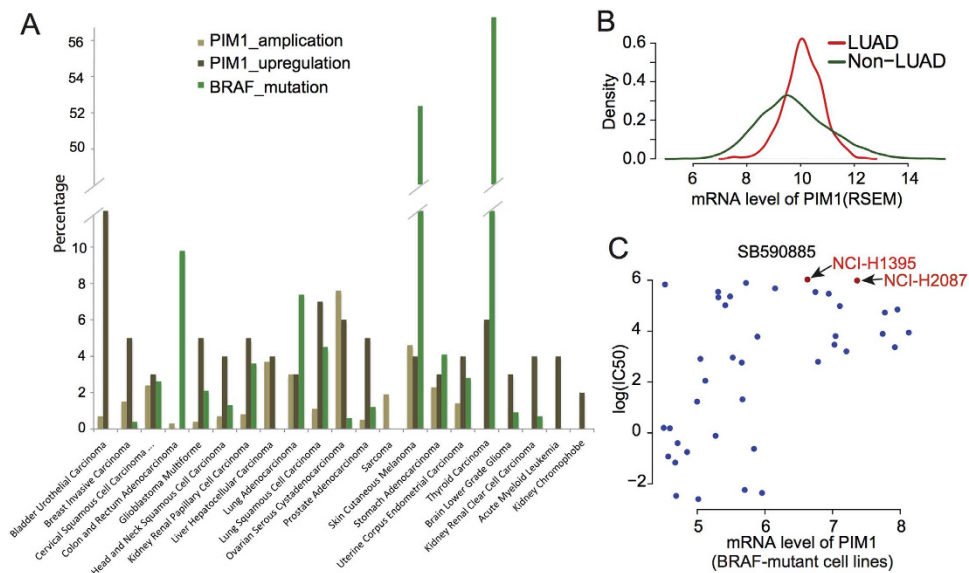 A
56
54
52
50
10
8
6
4
2
0
Percentage
PIM1_amplication
PIM1_upregulation
BRAF_mutation
Bladder Urothelial Carcinoma
Breast Invasive Carcinoma
Cervical Squamous Cell Carcinoma ...
Colon and Rectum Adenocarcinoma
Glioblastoma Multiforme
Head and Neck Squamous Cell Carcinoma
Kidney Renal Papillary Cell Carcinoma
Liver Hepatocellular Carcinoma
Lung Adenocarcinoma
Lung Squamous Cell Carcinoma
Ovarian Serous Cystadenocarcinoma
Prostate Adenocarcinoma
Sarcoma
Skin Cutaneous Melanoma
Stomach Adenocarcinoma
Uterine Corpus Endometrial Carcinoma
Thyroid Carcinoma
Brain Lower Grade Glioma
Kidney Renal Clear Cell Carcinoma
Acute Myeloid Leukemia
Kidney Chromophobe
B
LUAD
Non-LUAD
0.6
0.4
0.2
0.0
Density
6 8 10 12 14
mRNA level of PIM1(RSEM)
C
SB590885
NCI-H1395
NCI-H2087
6
4
2
0
−2
log(IC50)
5 6 7 8
mRNA level of PIM1
(BRAF-mutant cell lines)